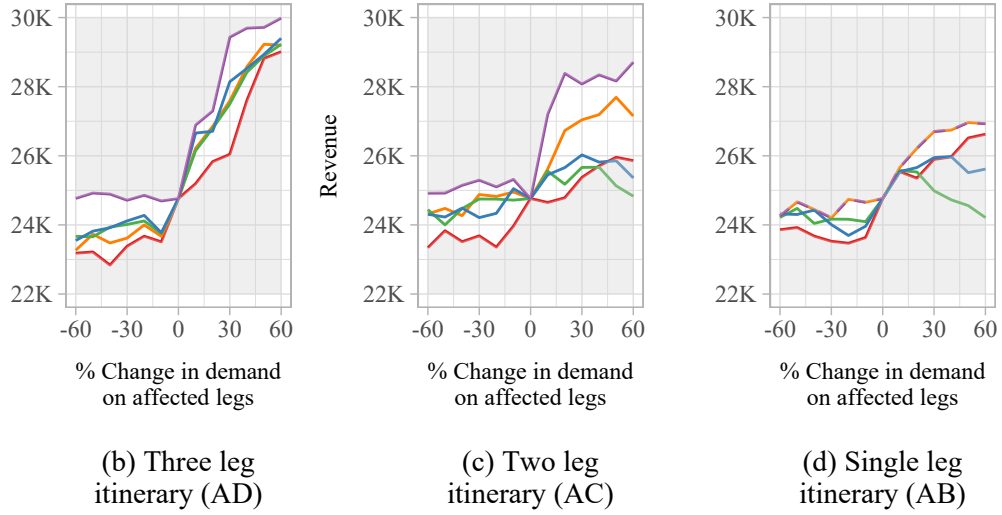 30K
28K
26K
24K
22K
-60 -30 0 30 60
% Change in demand
on affected legs
(b) Three leg
itinerary (AD)
Revenue
30K
28K
26K
24K
22K
-60 -30 0 30 60
% Change in demand
on affected legs
(c) Two leg
itinerary (AC)
30K
28K
26K
24K
22K
-60 -30 0 30 60
% Change in demand
on affected legs
(d) Single leg
itinerary (AB)